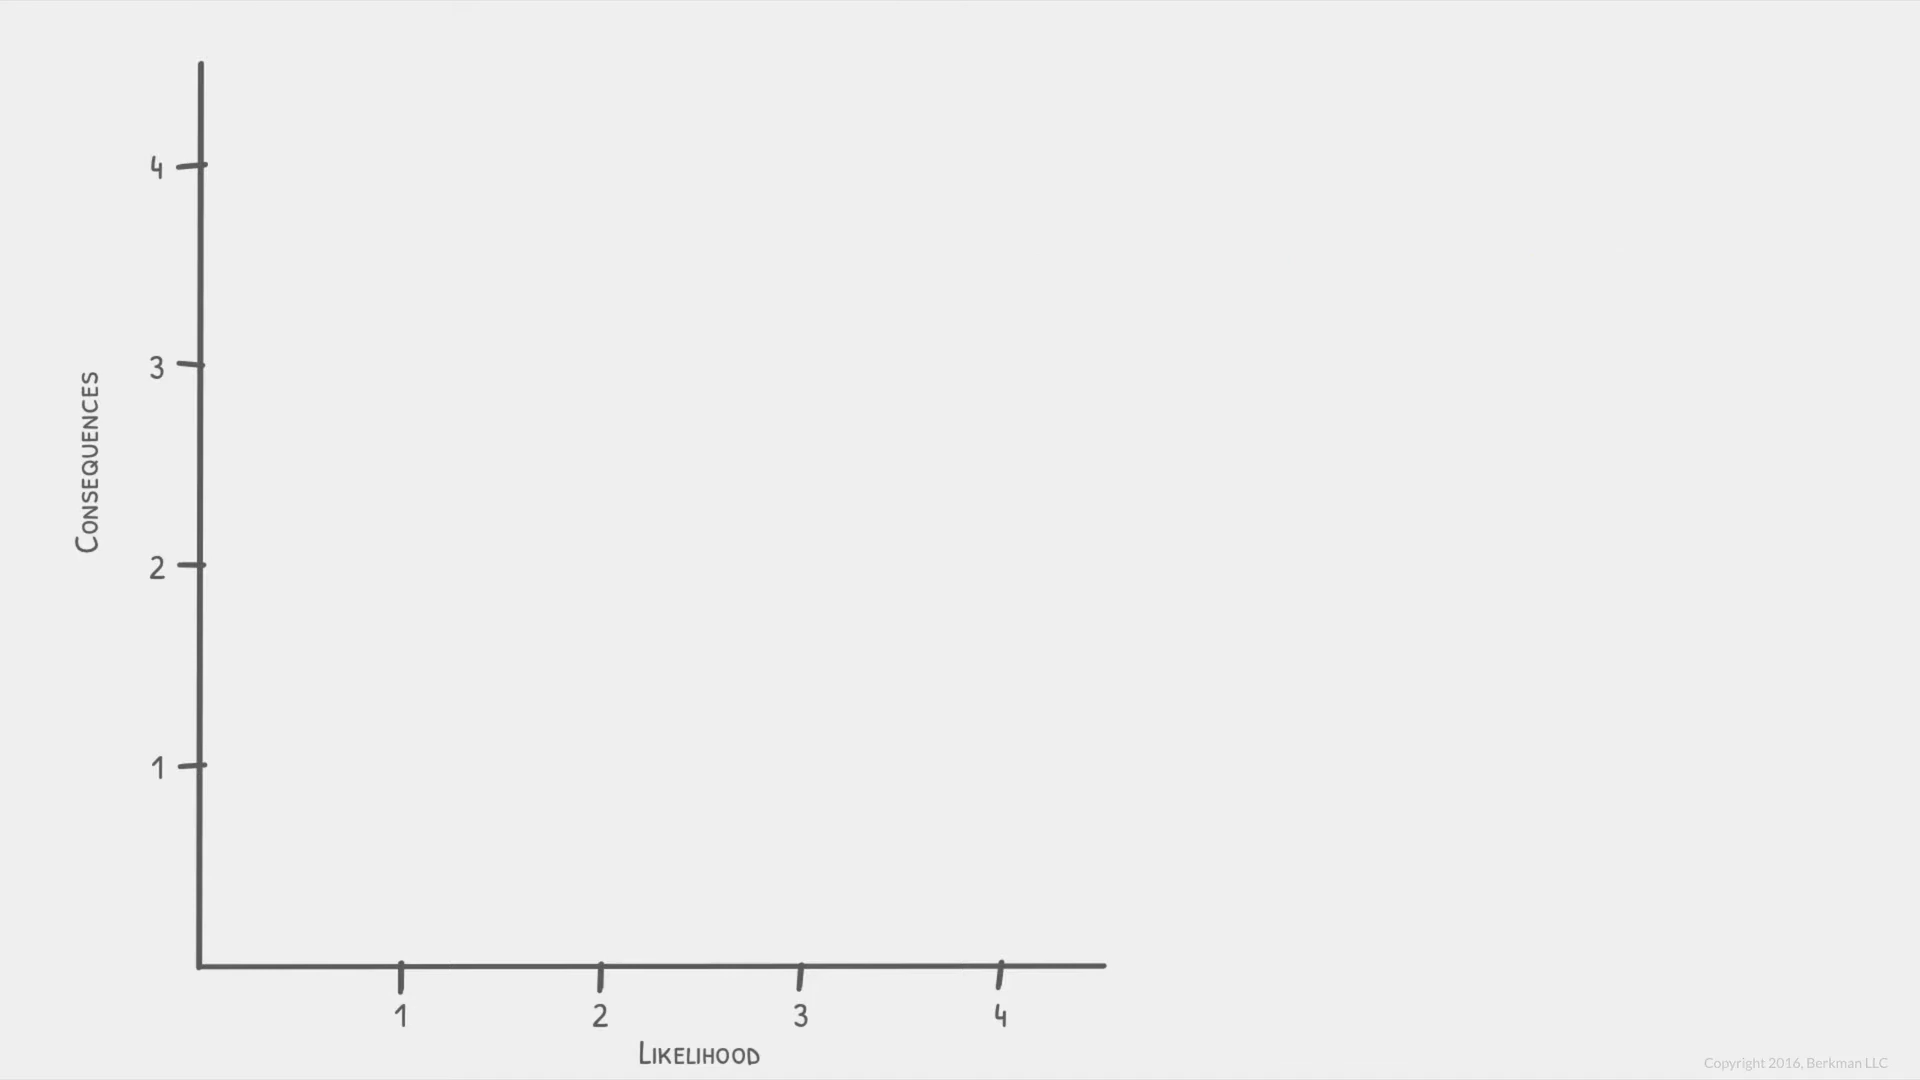 4
3
2
1
CONSEQUENCES
1 2 3 4
LIKELIHOOD
Copyright 2016, Berkman LLC